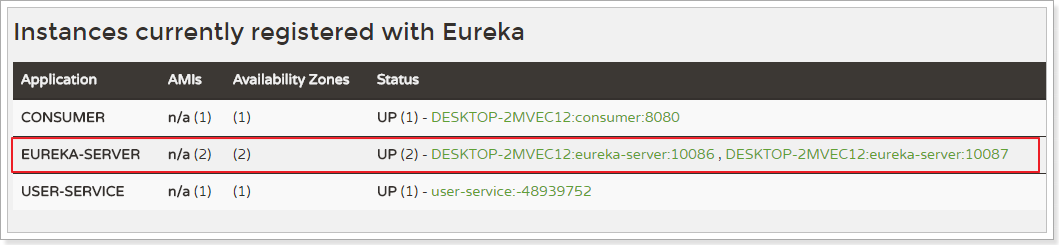 Instances currently registered with Eureka
Application AMIs Availability Zones Status
CONSUMER n/a (1) (1) UP (1) - DESKTOP-2MVEC12:consumer:8080
EUREKA-SERVER n/a (2) (2) UP (2) - DESKTOP-2MVEC12:eureka-server:10086 , DESKTOP-2MVEC12:eureka-server:10087
USER-SERVICE n/a (1) (1) UP (1) - user-service:-48939752